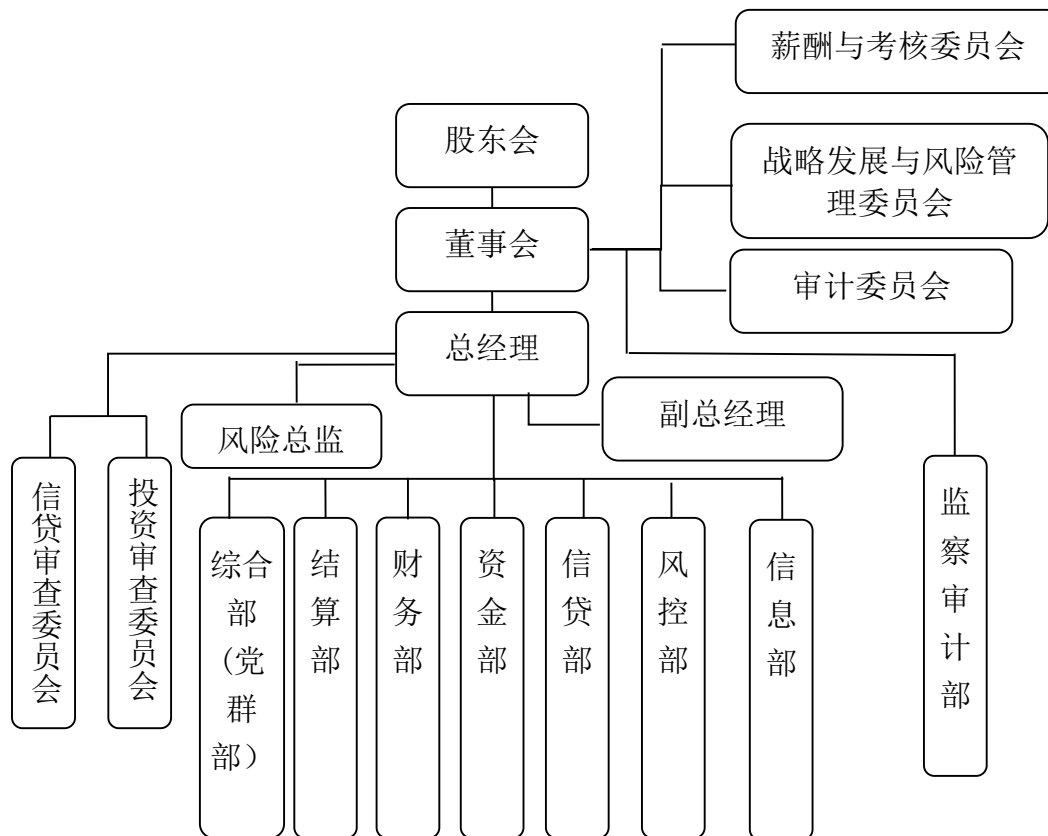 薪酬与考核委员会
股东会
战略发展与风险管
理委员会
董事会
审计委员会
总经理
副总经理
风险总监
信贷审查委员会
投资审查委员会
综合
部
（党
群
部）
结算部
财务部
资金部
信贷部
风控部
信息部
监察审计部